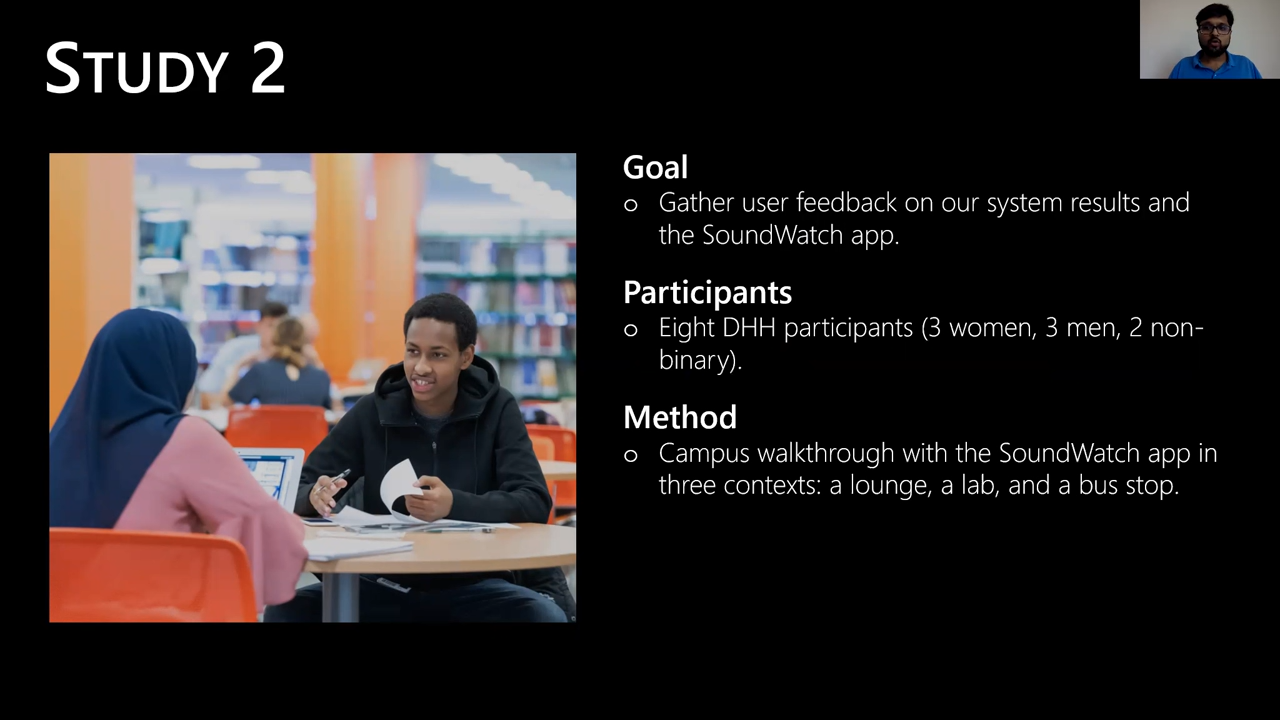 STUDY 2
Goal
o Gather user feedback on our system results and
the SoundWatch app.
Participants
o Eight DHH participants (3 women, 3 men, 2 non-
binary).
Method
o Campus walkthrough with the SoundWatch app in
three contexts: a lounge, a lab, and a bus stop.